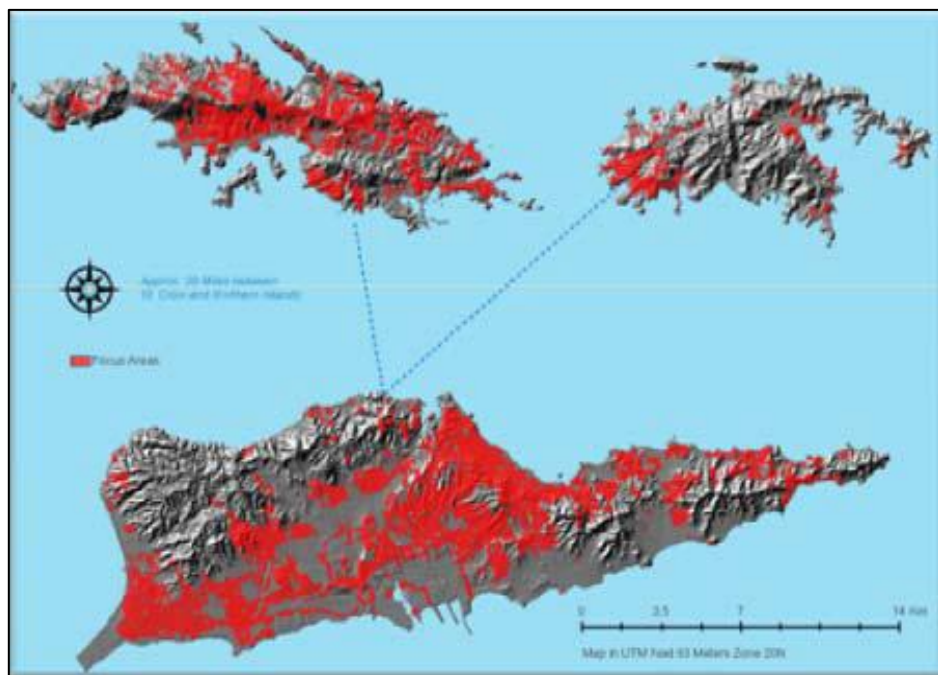 Approx. 39 Miles between
St. Croix and Northern Islands
Focus Areas
0 3.5 7 14 Km
Map in UTM Nad 83 Meters Zone 20N